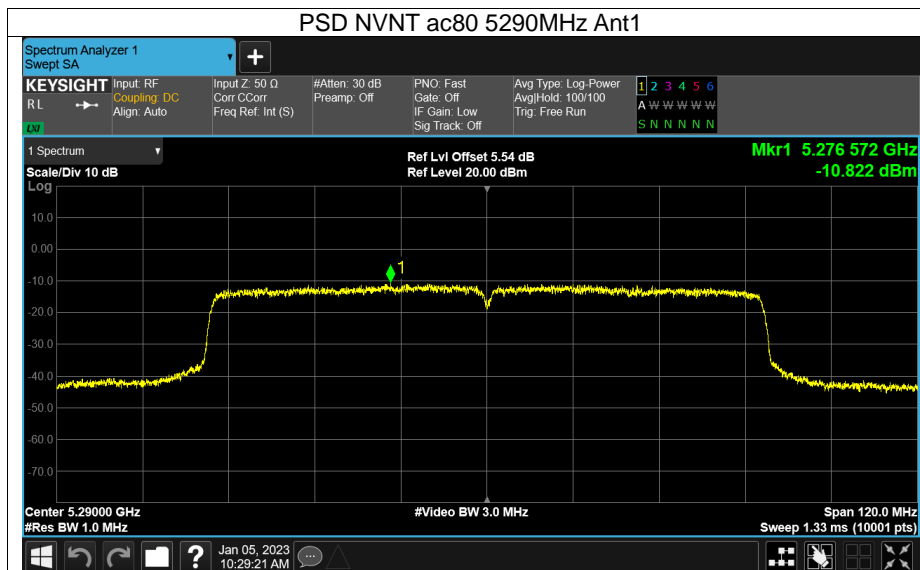 PSD NVNT ac80 5290MHz Ant1
Spectrum Analyzer 1
Swept SA
KEYSIGHT
R L
LXI
Input: RF
Coupling: DC
Align: Auto
Input Z: 50 Ω
Corr CCorr
Freq Ref: Int (S)
#Atten: 30 dB
Preamp: Off
PNO: Fast
Gate: Off
IF Gain: Low
Sig Track: Off
Avg Type: Log-Power
Avg|Hold: 100/100
Trig: Free Run
1 2 3 4 5 6
A W W W W W
S N N N N N
1 Spectrum
Scale/Div 10 dB
Ref Lvl Offset 5.54 dB
Ref Level 20.00 dBm
Mkr1 5.276 572 GHz
-10.822 dBm
Log
10.0
0.00
-10.0
-20.0
-30.0
-40.0
-50.0
-60.0
-70.0
1
Center 5.29000 GHz
#Res BW 1.0 MHz
#Video BW 3.0 MHz
Span 120.0 MHz
Sweep 1.33 ms (10001 pts)
?
Jan 05, 2023
10:29:21 AM